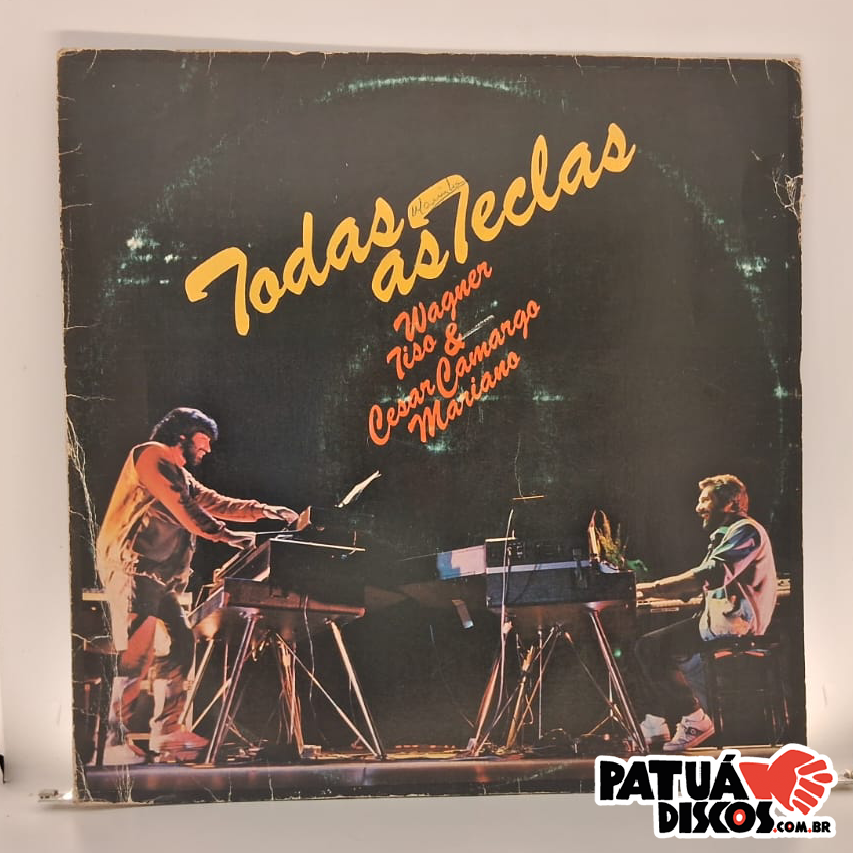 Todas
as Teclas
Wagner
Tiso &
Cesar Camargo
Mariano
PATUÁ
DISCOS.COM.BR